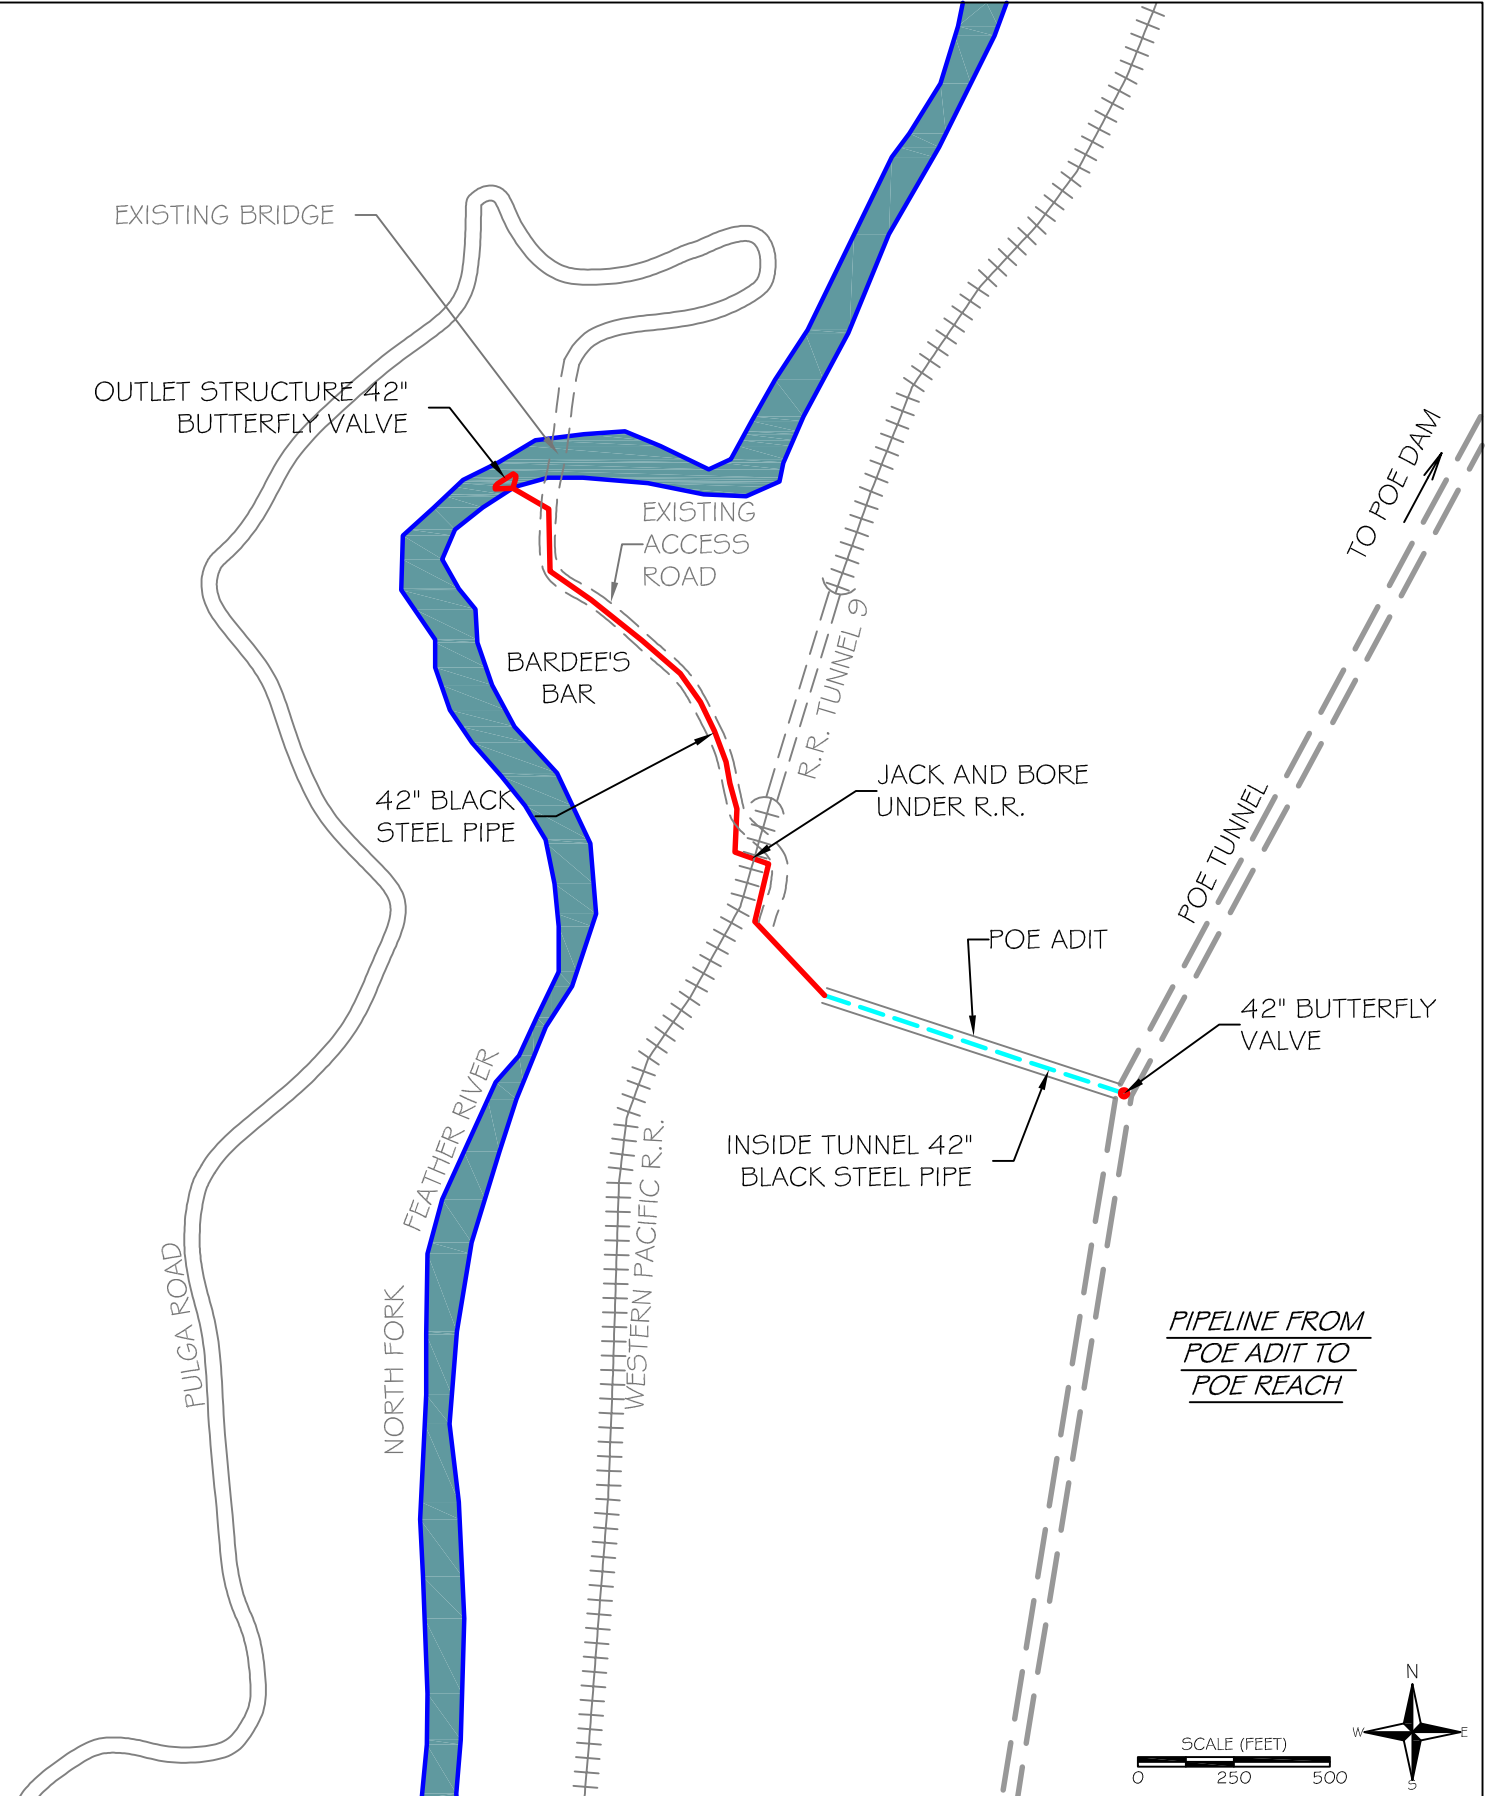 EXISTING BRIDGE
OUTLET STRUCTURE 42"
BUTTERFLY VALVE
TO POE DAM
EXISTING
ACCESS
ROAD
R.R. TUNNEL 9
BARDEE'S
BAR
42" BLACK
STEEL PIPE
JACK AND BORE
UNDER R.R.
POE TUNNEL
POE ADIT
42" BUTTERFLY
VALVE
INSIDE TUNNEL 42"
BLACK STEEL PIPE
FEATHER RIVER
NORTH FORK
WESTERN PACIFIC R.R.
PULGA ROAD
PIPELINE FROM
POE ADIT TO
POE REACH
N
W
E
S
SCALE (FEET)
0 250 500